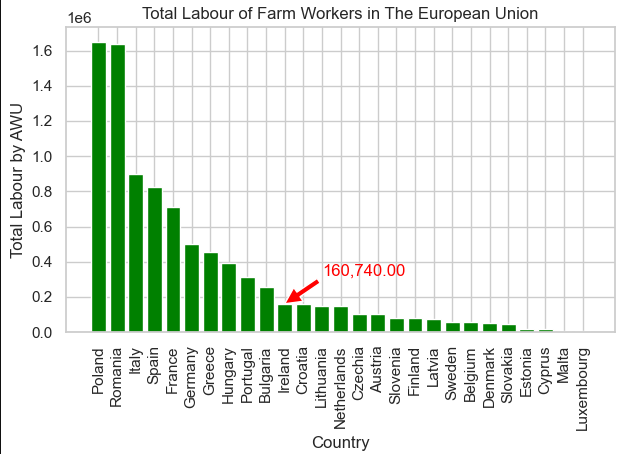 Total Labour of Farm Workers in The European Union
1e6
1.6
1.4
1.2
1.0
0.8
0.6
0.4
0.2
0.0
Total Labour by AWU
160,740.00
Poland
Romania
Italy
Spain
France
Germany
Greece
Hungary
Portugal
Bulgaria
Ireland
Croatia
Lithuania
Netherlands
Czechia
Austria
Slovenia
Finland
Latvia
Sweden
Belgium
Denmark
Slovakia
Estonia
Cyprus
Malta
Luxembourg
Country